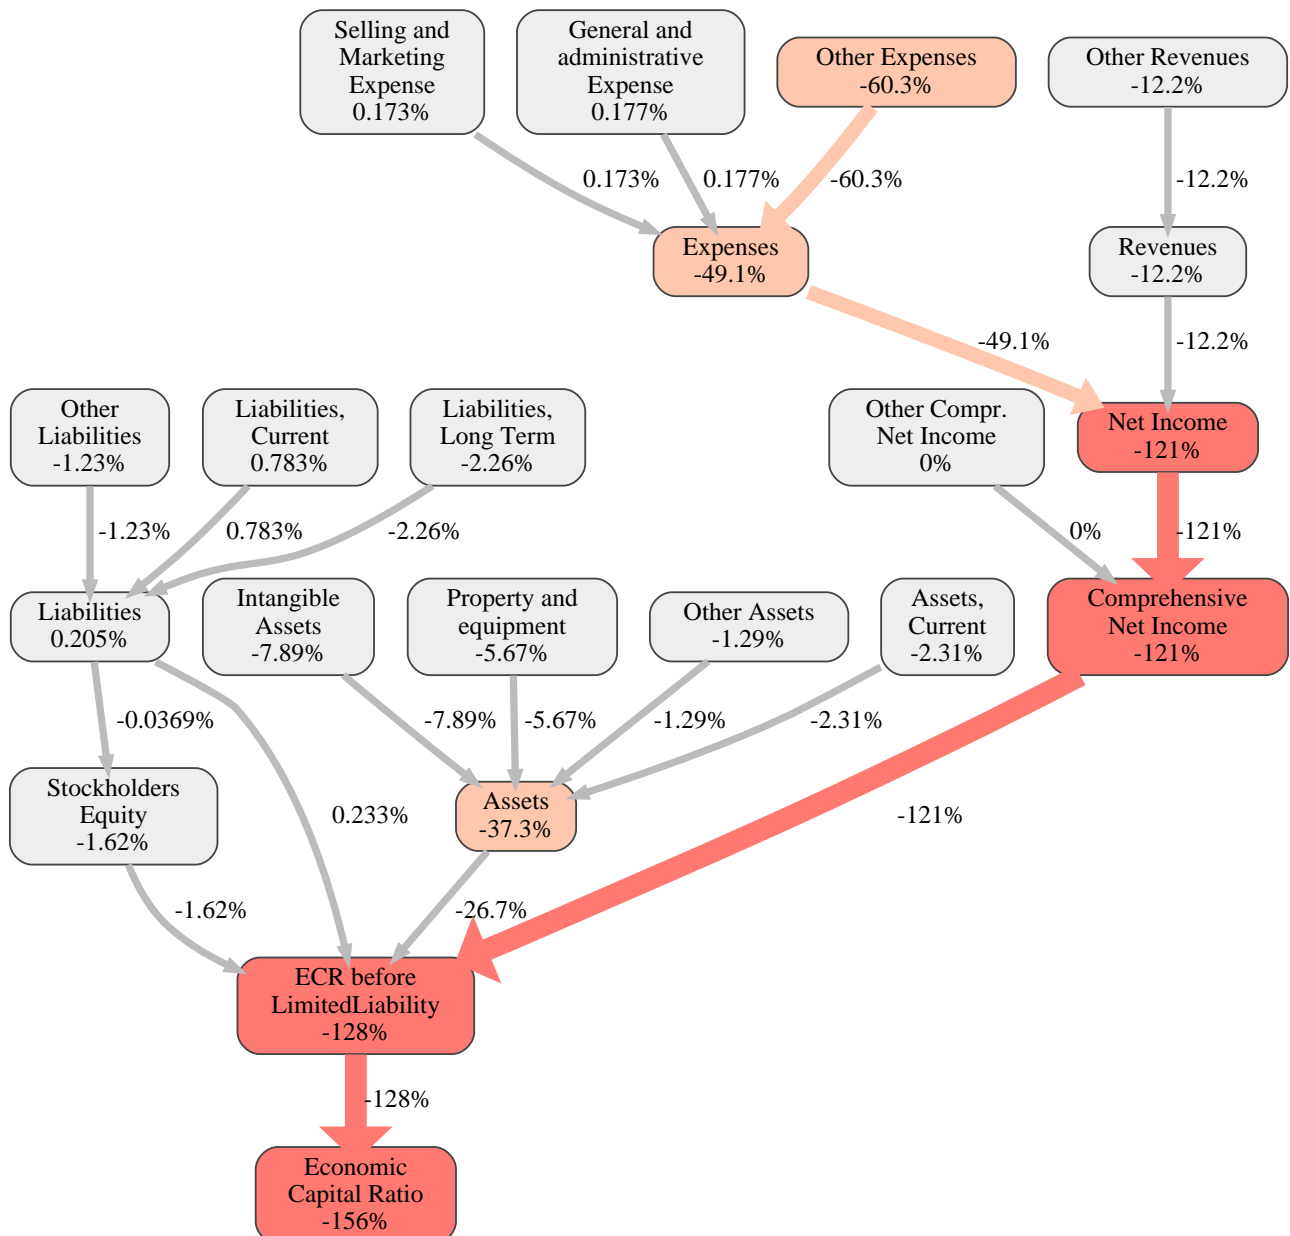 Selling and
Marketing
Expense
0.173%
General and
administrative
Expense
0.177%
Other Expenses
-60.3%
Other Revenues
-12.2%
0.173%
0.177%
-60.3%
-12.2%
Expenses
-49.1%
Revenues
-12.2%
-49.1%
-12.2%
Other
Liabilities
-1.23%
Liabilities,
Current
0.783%
Liabilities,
Long Term
-2.26%
Other Compr.
Net Income
0%
Net Income
-121%
-1.23%
0.783%
-2.26%
0%
-121%
Liabilities
0.205%
Intangible
Assets
-7.89%
Property and
equipment
-5.67%
Other Assets
-1.29%
Assets,
Current
-2.31%
Comprehensive
Net Income
-121%
-0.0369%
-7.89%
-5.67%
-1.29%
-2.31%
Stockholders
Equity
-1.62%
0.233%
Assets
-37.3%
-121%
-1.62%
-26.7%
ECR before
LimitedLiability
-128%
-128%
Economic
Capital Ratio
-156%